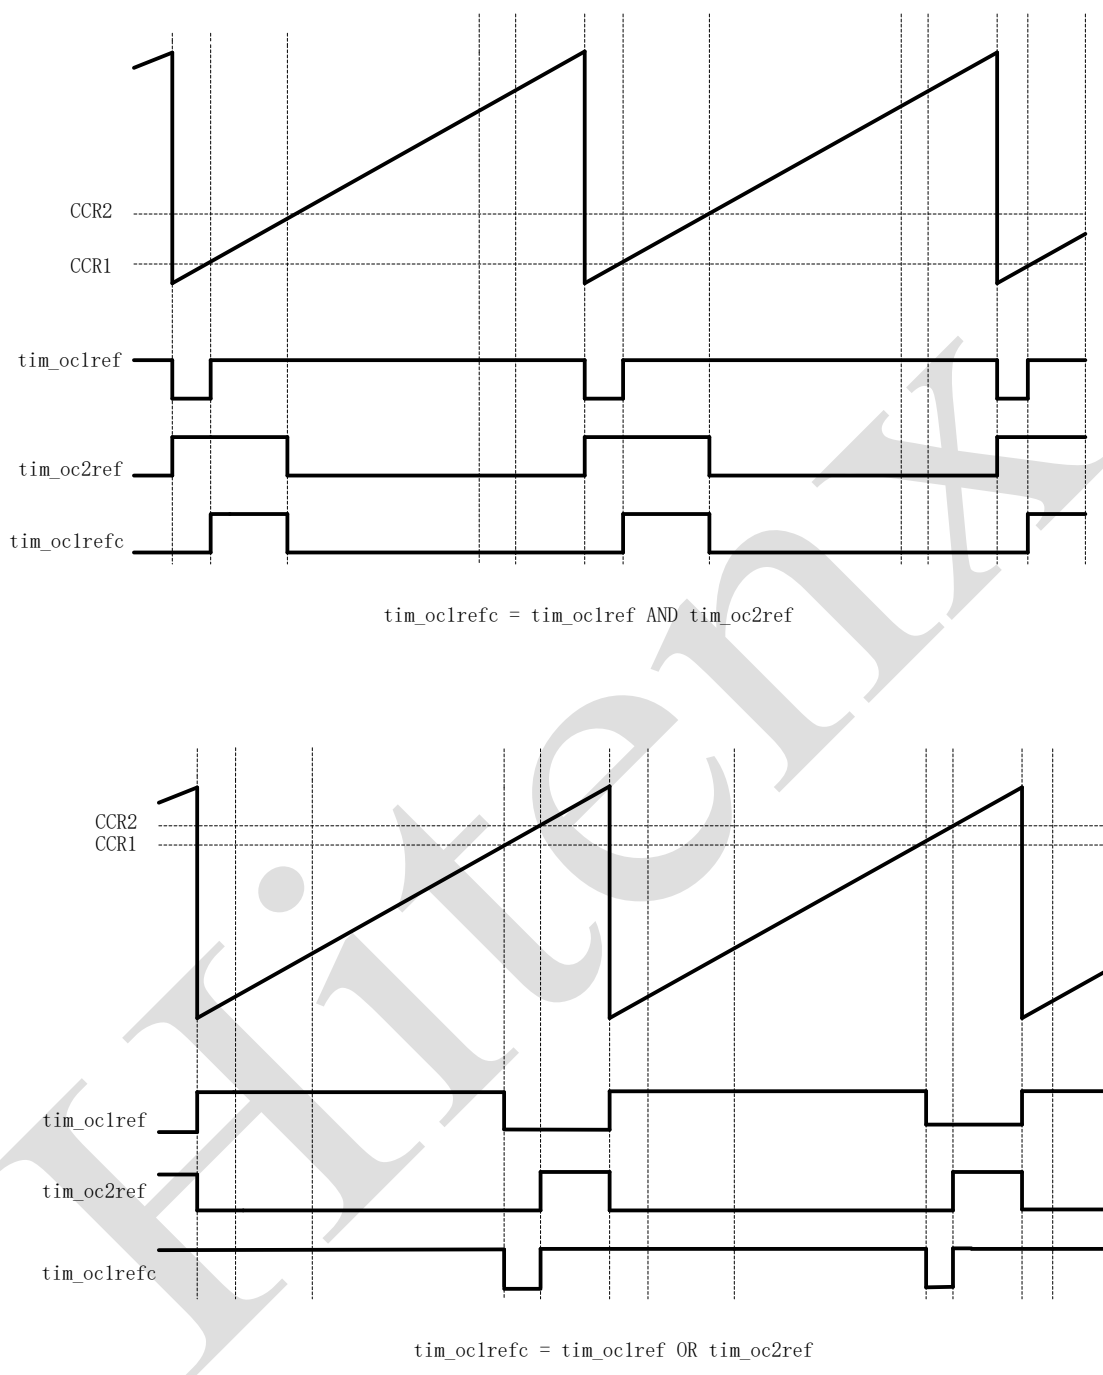 CCR2
CCR1
tim_oc1ref
tim_oc2ref
tim_oc1refc
tim_oc1refc = tim_oc1ref AND tim_oc2ref
CCR2
CCR1
tim_oc1ref
tim_oc2ref
tim_oc1refc
tim_oc1refc = tim_oc1ref OR tim_oc2ref
Hitenx